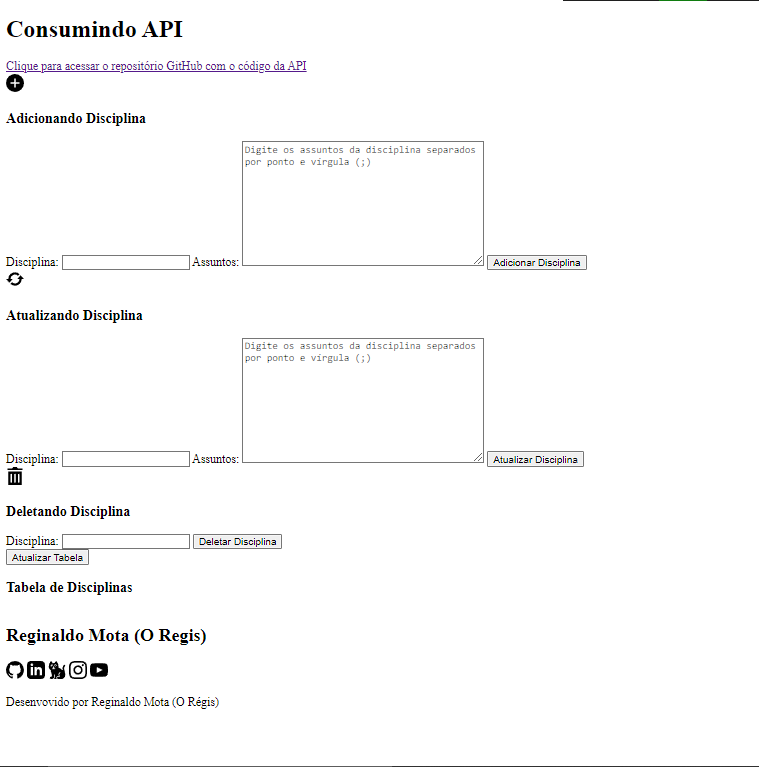 Consumindo API
Clique para acessar o repositório GitHub com o código da API
Adicionando Disciplina
Digite os assuntos da disciplina separados
por ponto e vírgula (;)
Disciplina: Assuntos: Adicionar Disciplina
Atualizando Disciplina
Digite os assuntos da disciplina separados
por ponto e vírgula (;)
Disciplina: Assuntos: Atualizar Disciplina
Deletando Disciplina
Disciplina: Deletar Disciplina
Atualizar Tabela
Tabela de Disciplinas
Reginaldo Mota (O Regis)
in
Desenvovido por Reginaldo Mota (O Régis)